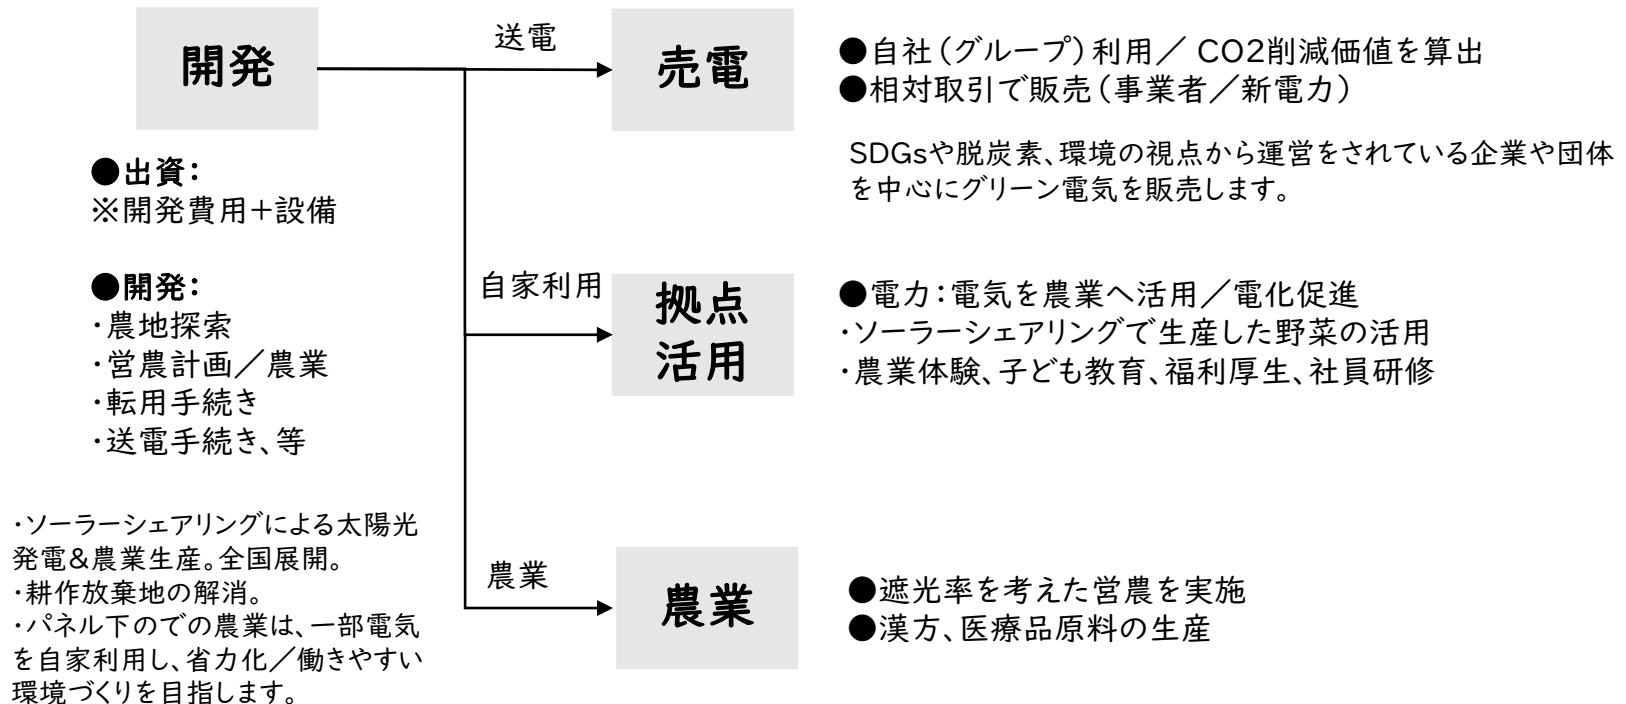 開発
●出資：
※開発費用＋設備
●開発：
・農地探索
・営農計画／農業
・転用手続き
・送電手続き、等
・ソーラーシェアリングによる太陽光
発電&農業生産。全国展開。
・耕作放棄地の解消。
・パネル下のでの農業は、一部電気
を自家利用し、省力化／働きやすい
環境づくりを目指します。
送電
売電
●自社（グループ）利用／ CO2削減価値を算出
●相対取引で販売（事業者／新電力）
SDGsや脱炭素、環境の視点から運営をされている企業や団体
を中心にグリーン電気を販売します。
自家利用
拠点
活用
●電力：電気を農業へ活用／電化促進
・ソーラーシェアリングで生産した野菜の活用
・農業体験、子ども教育、福利厚生、社員研修
農業
農業
●遮光率を考えた営農を実施
●漢方、医療品原料の生産